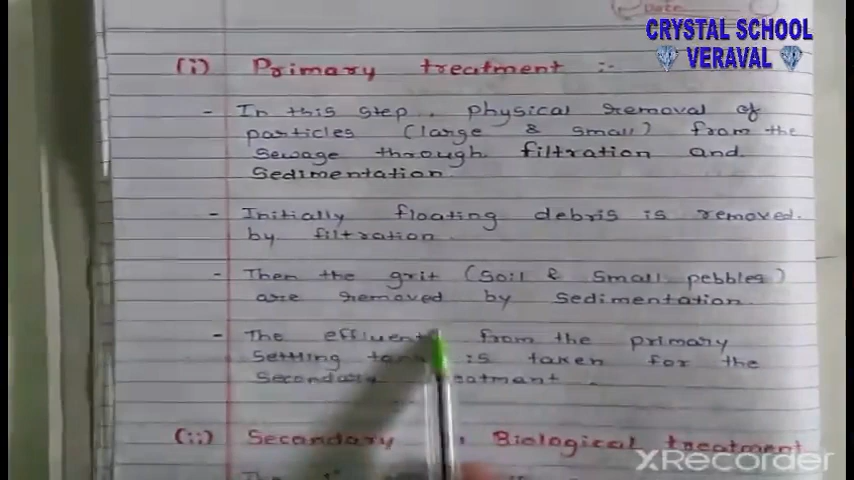 Date
CRYSTAL SCHOOL
VERAVAL
(i) Primary treatment :-
- In this step, physical removal of
particles (large & small) from the
sewage through filtration and
sedimentation.
- Initially floating debris is removed.
by filtration.
- Then the grit (soil & small pebbles)
are removed by sedimentation.
- The effluent from the primary
settling tank is taken for the
secondary treatment.
(ii) Secondary , Biological treatment
The
XRecorder